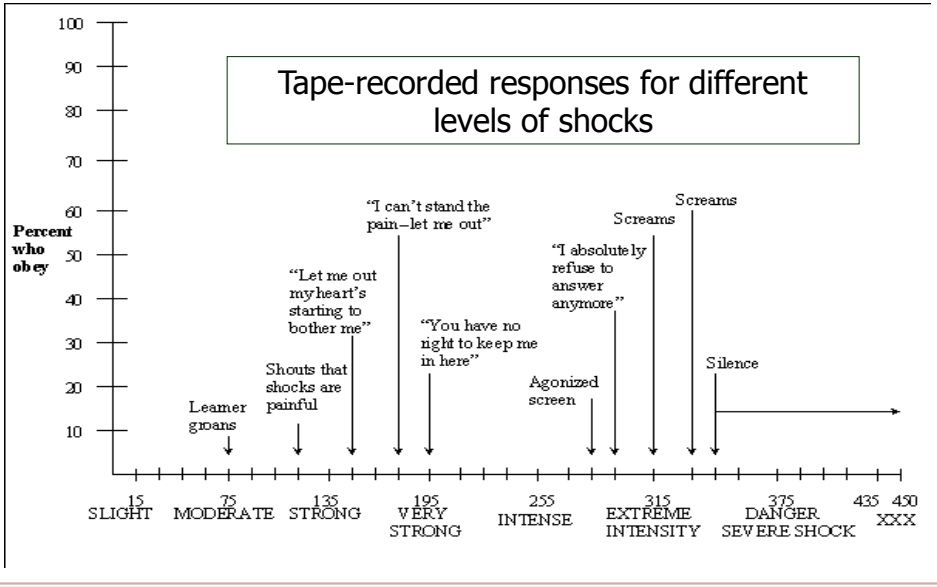 Tape-recorded responses for different
levels of shocks
100
90
80
70
60
50
40
30
20
10
Percent
who
obey
Learner
groans
Shouts that
shocks are
painful
“Let me out
my heart's
starting to
bother me”
“I can't stand the
pain–let me out”
“You have no
right to keep me
in here”
Agonized
screen
“I absolutely
refuse to
answer
anymore”
Screams
Screams
Silence
15
75
135
195
255
315
375
435
450
SLIGHT
MODERATE
STRONG
VERY
STRONG
INTENSE
EXTREME
INTENSITY
DANGER
SEVERE SHOCK
XXX